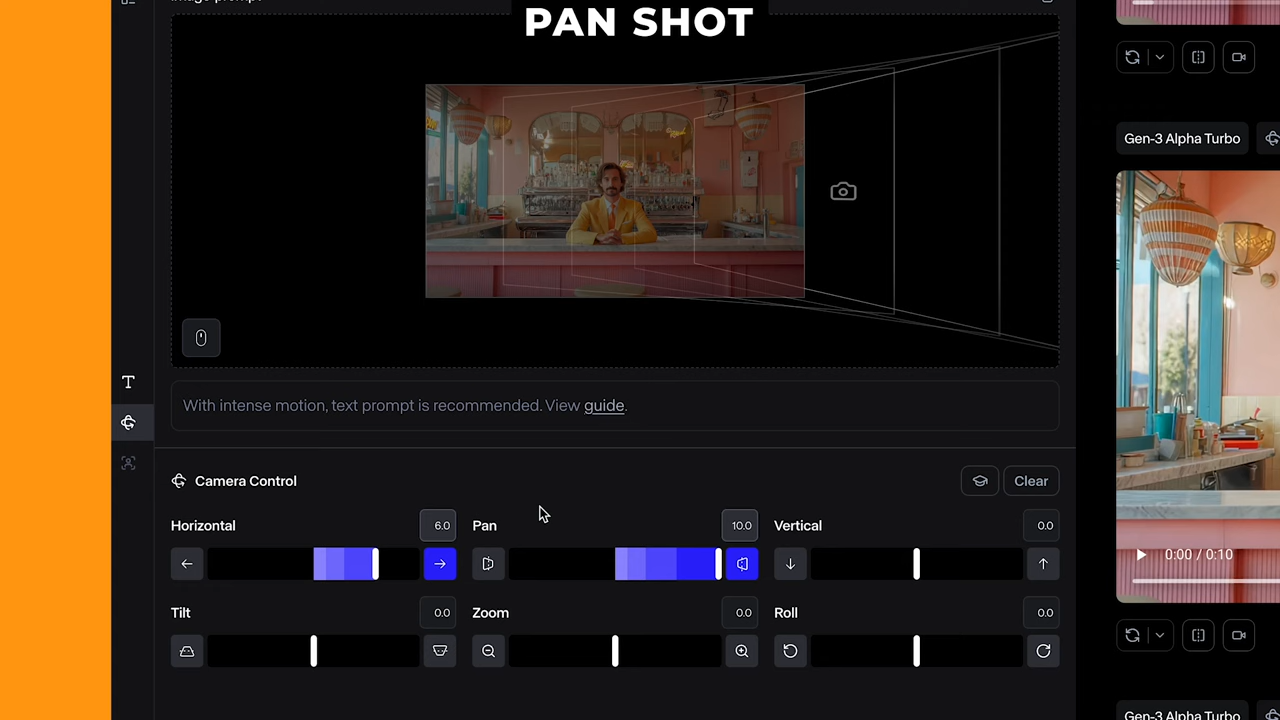 PAN SHOT
Gen-3 Alpha Turbo
With intense motion, text prompt is recommended. View guide.
Camera Control
Clear
Horizontal
6.0
Pan
10.0
Vertical
0.0
Tilt
0.0
Zoom
0.0
Roll
0.0
0:00 / 0:10
Gen-3 Alpha Turbo